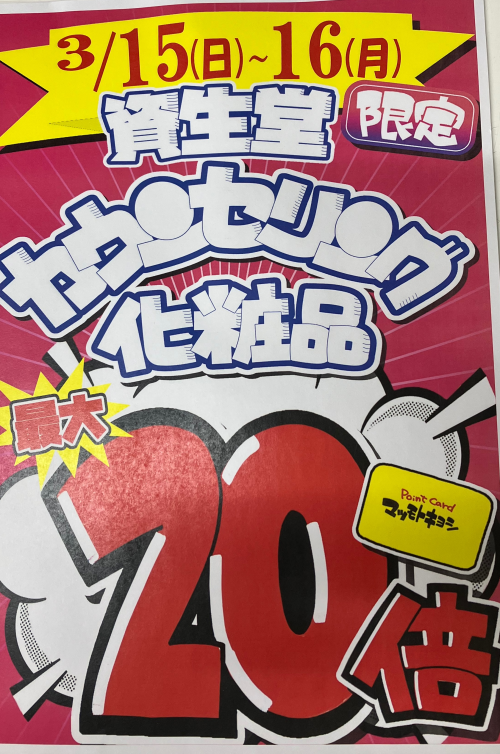 3/15(日)~16(月)
資生堂
限定
カウンセリング
化粧品
最大
20
倍
Point Card
マツモトキヨシ